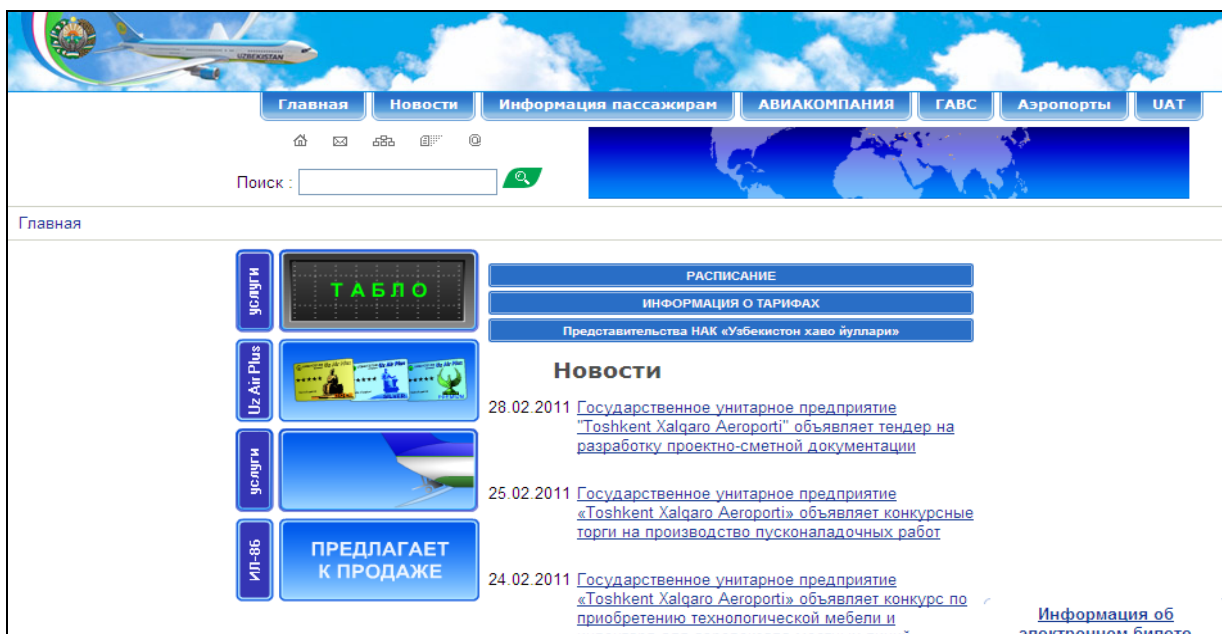 UZBEKISTAN
Главная Новости Информация пассажирам АВИАКОМПАНИЯ ГАВС Аэропорты UAT
Поиск :
Главная
услуги
ТАБЛО
Uz Air Plus
услуги
ИЛ-86
ПРЕДЛАГАЕТ
К ПРОДАЖЕ
РАСПИСАНИЕ
ИНФОРМАЦИЯ О ТАРИФАХ
Представительства НАК «Узбекистон хаво йуллари»
Новости
28.02.2011 Государственное унитарное предприятие
"Toshkent Xalqaro Aeroporti" объявляет тендер на
разработку проектно-сметной документации
25.02.2011 Государственное унитарное предприятие
«Toshkent Xalqaro Aeroporti» объявляет конкурсные
торги на производство пусконаладочных работ
24.02.2011 Государственное унитарное предприятие
«Toshkent Xalqaro Aeroporti» объявляет конкурс по
приобретению технологической мебели и
Информация об
электронном билете